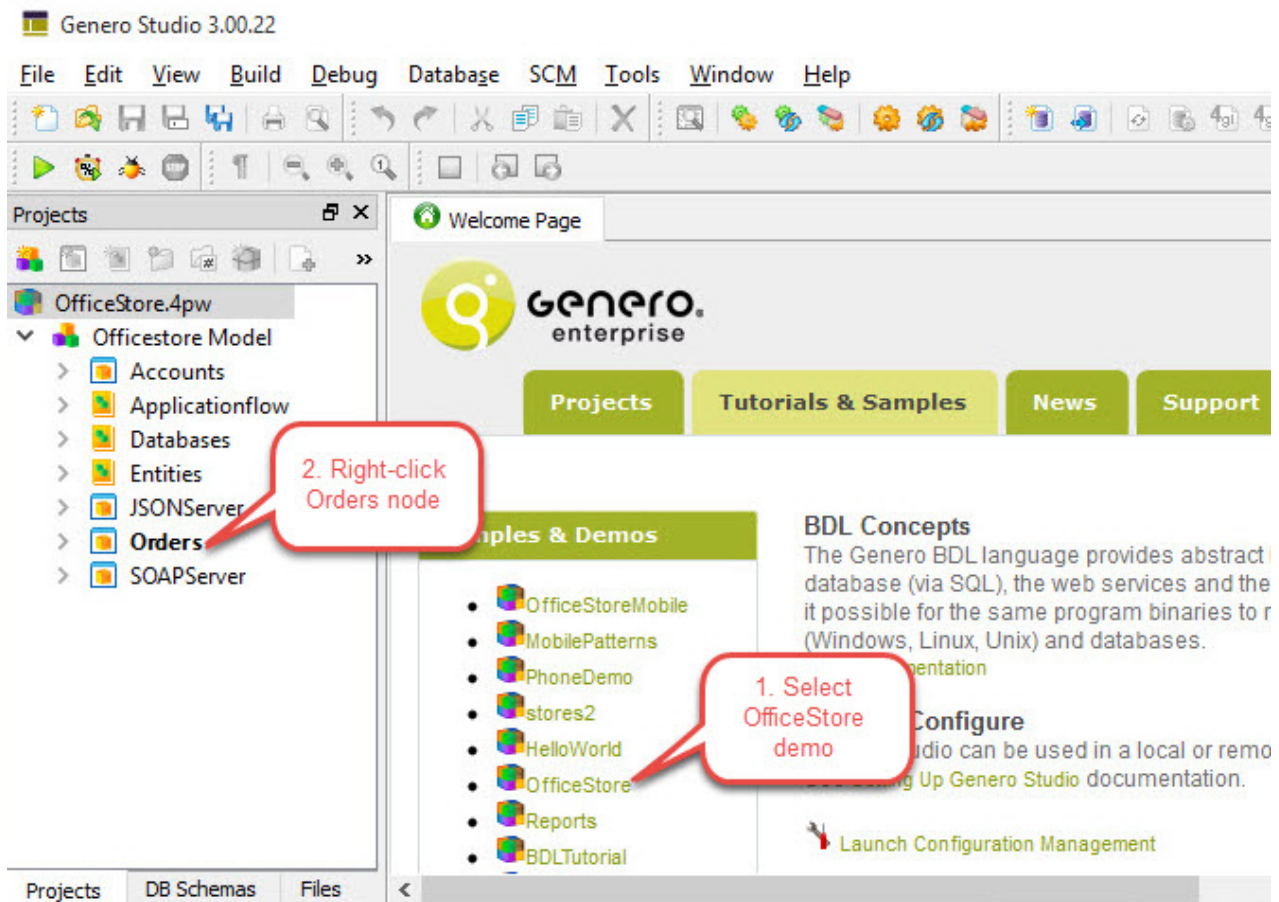 Genero Studio 3.00.22
File Edit View Build Debug Database SCM Tools Window Help
Projects
OfficeStore.4pw
Officestore Model
Accounts
Applicationflow
Databases
Entities
JSONServer
Orders
SOAPServer
2. Right-click
Orders node
Projects DB Schemas Files
Welcome Page
Genero.
enterprise
Projects Tutorials & Samples News Support
ples & Demos
OfficeStoreMobile
MobilePatterns
PhoneDemo
stores2
HelloWorld
OfficeStore
Reports
BDLTutorial
1. Select
OfficeStore
demo
BDL Concepts
The Genero BDL language provides abstract
database (via SQL), the web services and the
it possible for the same program binaries to r
(Windows, Linux, Unix) and databases.
entation
Configure
udio can be used in a local or remo
Up Genero Studio documentation.
Launch Configuration Management